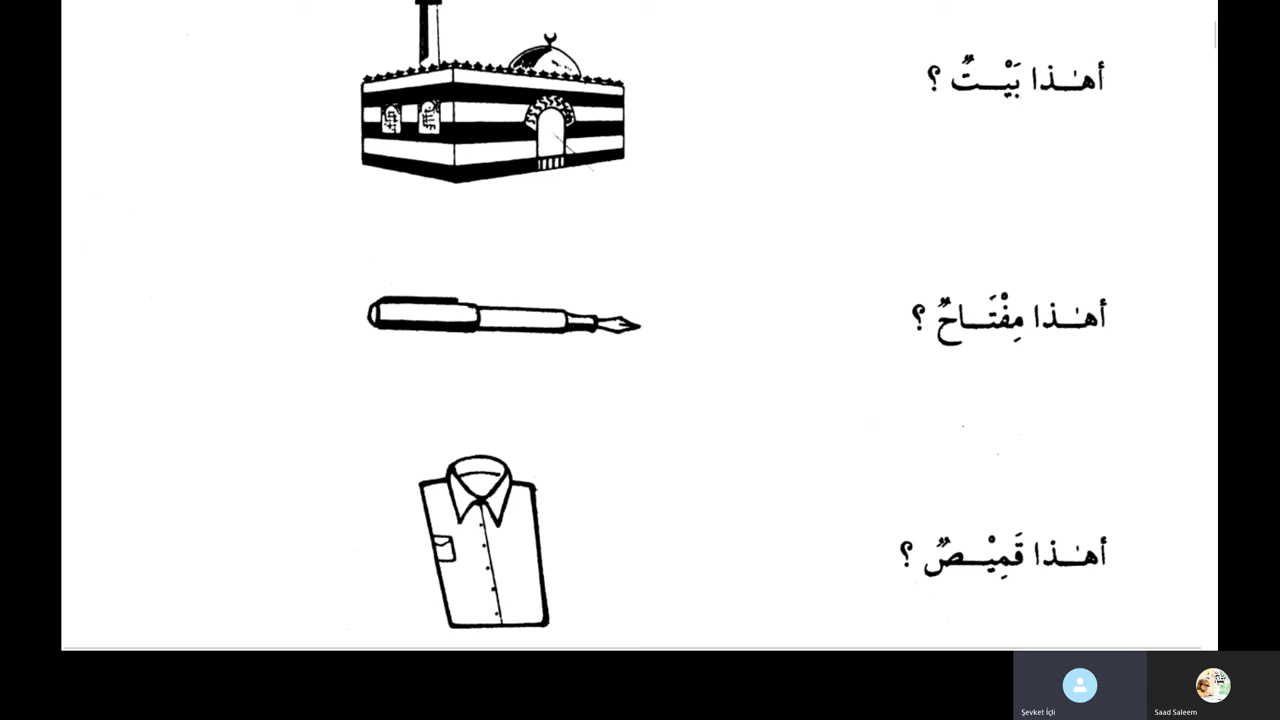 أهٰذا بَيْتٌ ؟
أهٰذا مِفْتَاحٌ ؟
أهٰذا قَمِيْصٌ ؟
Şevket İçli
Saad Saleem